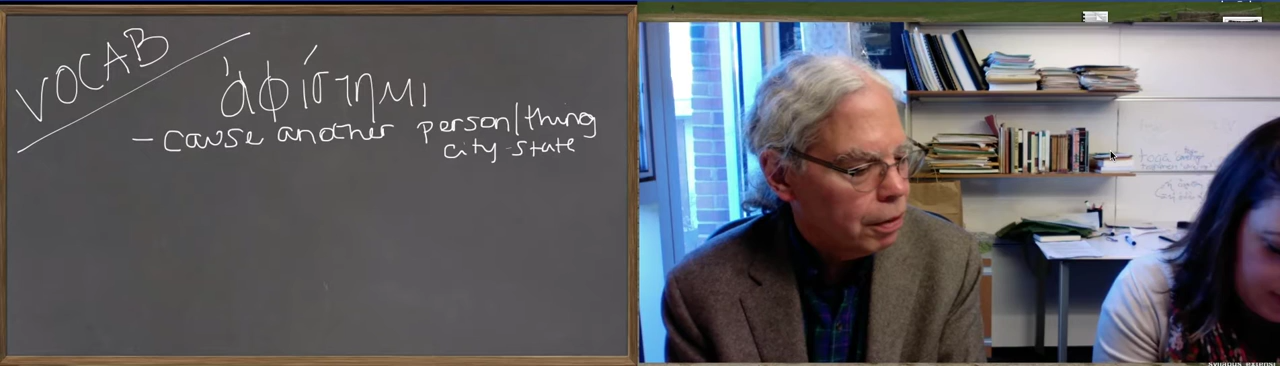 VOCAB
ἀφίστημι
- cause another person/thing
city-state